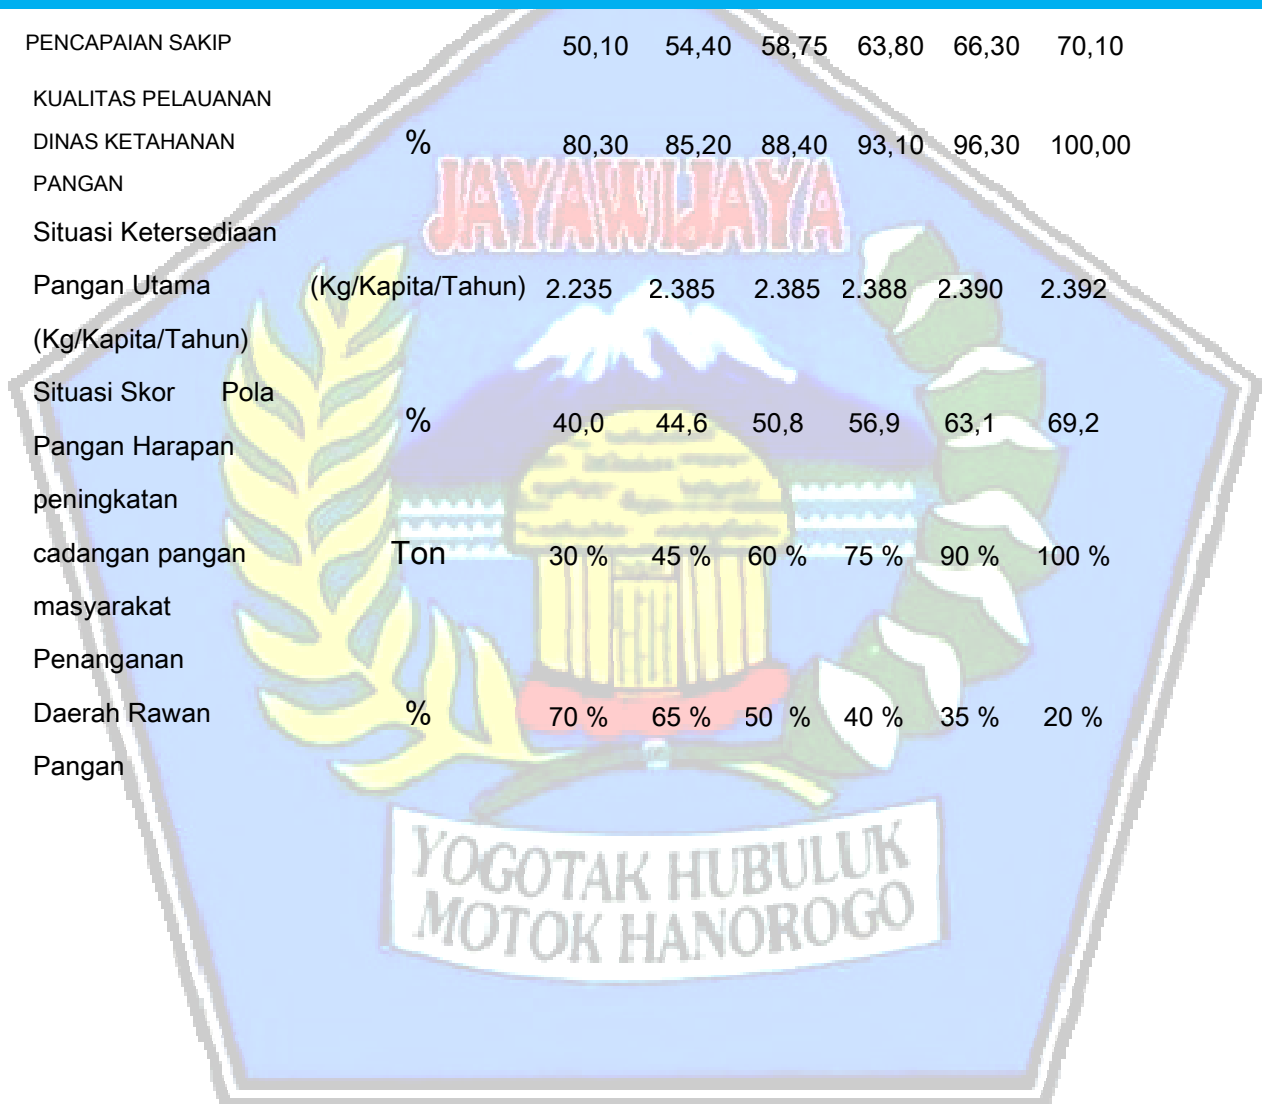 PENCAPAIAN SAKIP 50,10 54,40 58,75 63,80 66,30 70,10
KUALITAS PELAUANAN
DINAS KETAHANAN % 80,30 85,20 88,40 93,10 96,30 100,00
PANGAN
JAYAWIJAYA
Situasi Ketersediaan
Pangan Utama (Kg/Kapita/Tahun) 2.235 2.385 2.385 2.388 2.390 2.392
(Kg/Kapita/Tahun)
Situasi Skor Pola
% 40,0 44,6 50,8 56,9 63,1 69,2
Pangan Harapan
peningkatan
cadangan pangan Ton 30 % 45 % 60 % 75 % 90 % 100 %
masyarakat
Penanganan
Daerah Rawan % 70 % 65 % 50 % 40 % 35 % 20 %
Pangan
YOGOTAK HUBULUK
MOTOK HANOROGO